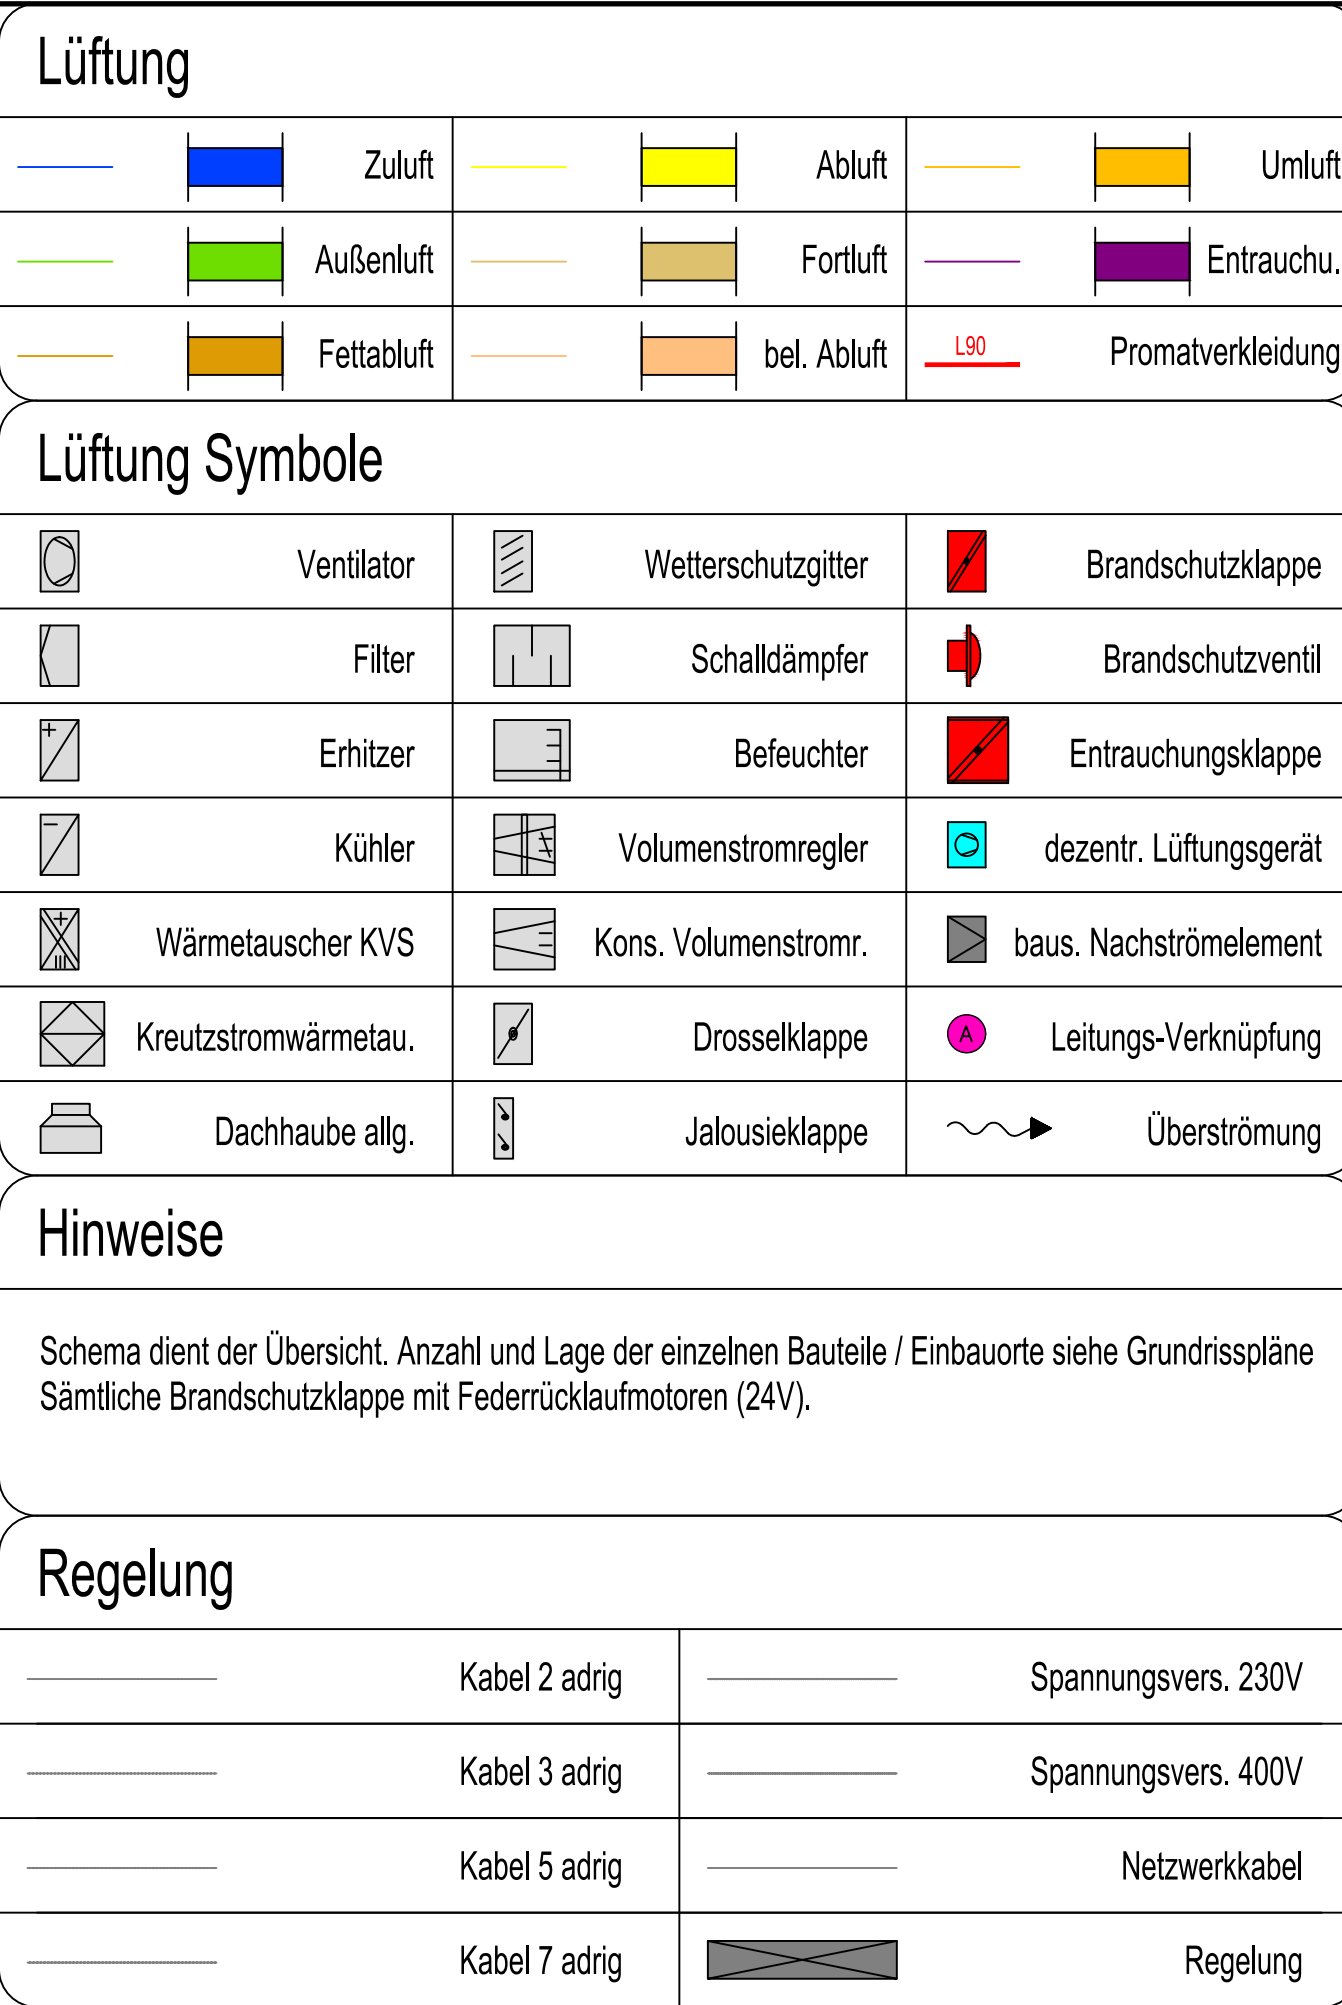 Lüftung
Zuluft
Abluft
Umluft
Außenluft
Fortluft
Entrauchu.
Fettabluft
bel. Abluft
L90
Promatverkleidung
Lüftung Symbole
Ventilator
Wetterschutzgitter
Brandschutzklappe
Filter
Schalldämpfer
Brandschutzventil
Erhitzer
Befeuchter
Entrauchungsklappe
Kühler
Volumenstromregler
dezentr. Lüftungsgerät
Wärmetauscher KVS
Kons. Volumenstromr.
baus. Nachströmelement
Kreutzstromwärmetau.
Drosselklappe
A
Leitungs-Verknüpfung
Dachhaube allg.
Jalousieklappe
Überströmung
Hinweise
Schema dient der Übersicht. Anzahl und Lage der einzelnen Bauteile / Einbauorte siehe Grundrisspläne
Sämtliche Brandschutzklappe mit Federrücklaufmotoren (24V).
Regelung
Kabel 2 adrig
Spannungsvers. 230V
Kabel 3 adrig
Spannungsvers. 400V
Kabel 5 adrig
Netzwerkkabel
Kabel 7 adrig
Regelung